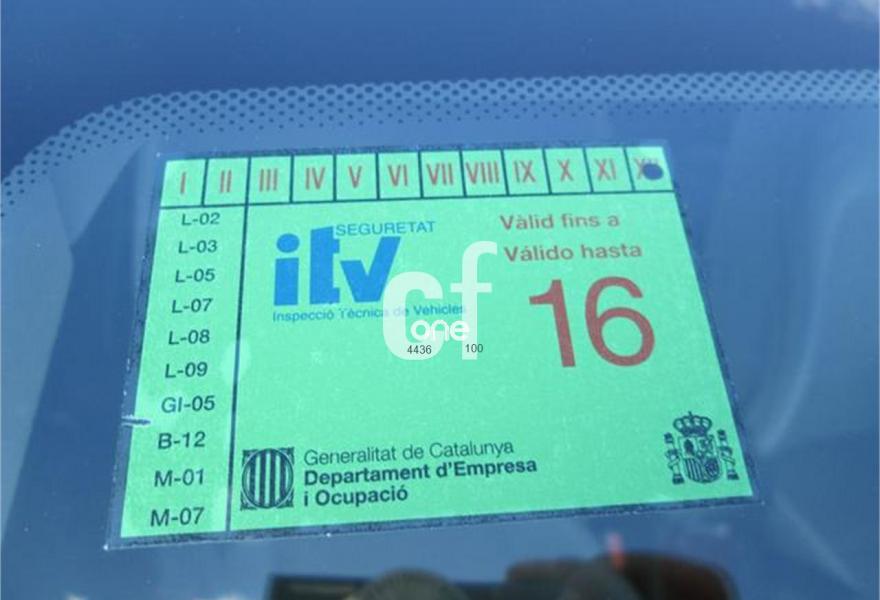 I II III IV V VI VII VIII IX X XI XII
L-02
L-03
L-05
L-07
L-08
L-09
GI-05
B-12
M-01
M-07
SEGURETAT
itv
Inspecció Tècnica de Vehicles
Vàlid fins a
Válido hasta
16
cf
one
4436 100
Generalitat de Catalunya
Departament d'Empresa
i Ocupació